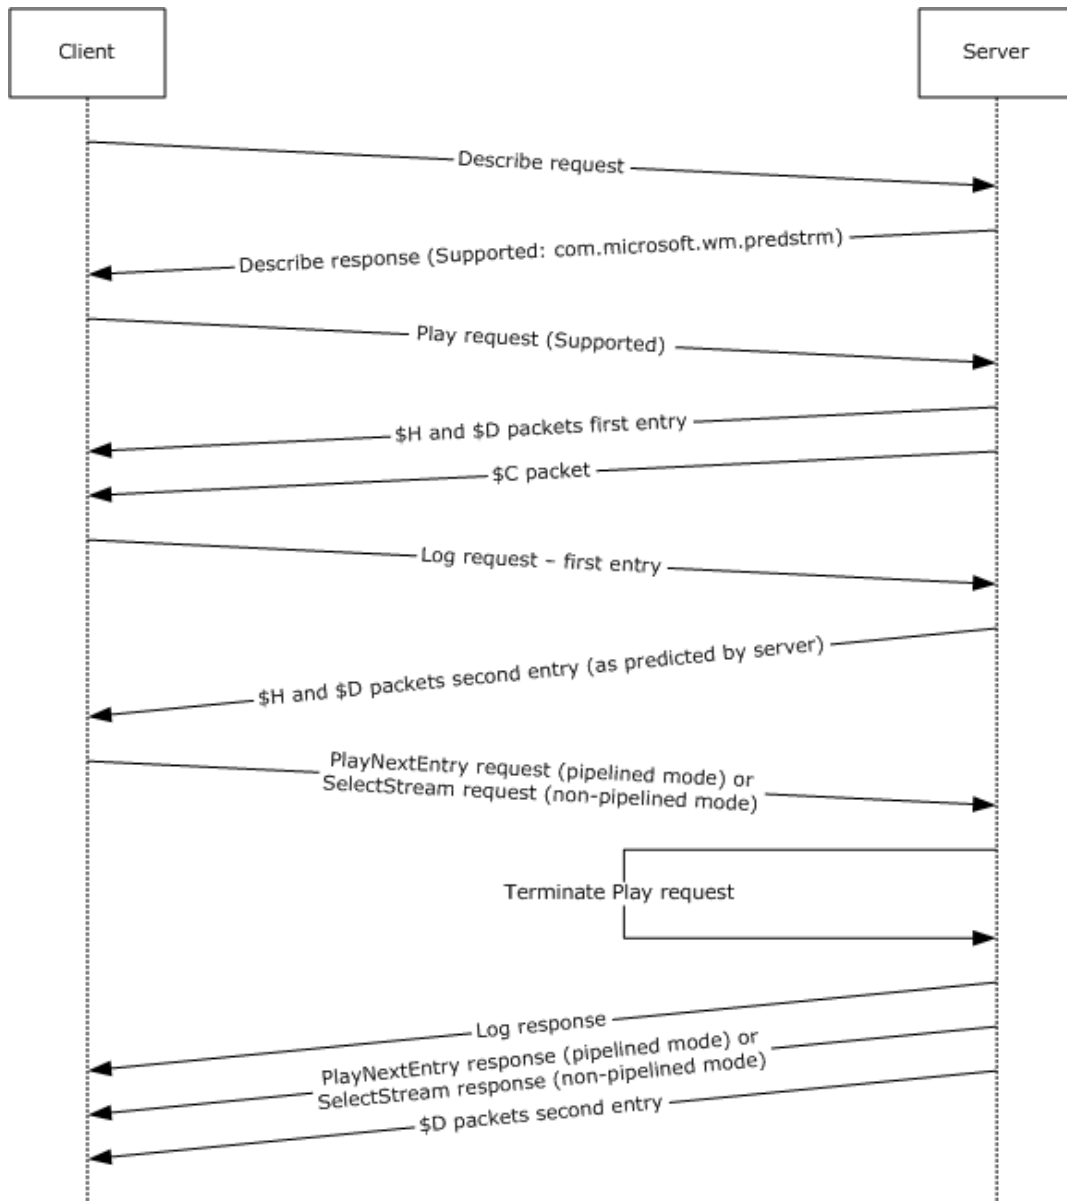 Client
Server
Describe request
Describe response (Supported: com.microsoft.wm.predstrm)
Play request (Supported)
$H and $D packets first entry
$C packet
Log request – first entry
$H and $D packets second entry (as predicted by server)
PlayNextEntry request (pipelined mode) or
SelectStream request (non-pipelined mode)
Terminate Play request
Log response
PlayNextEntry response (pipelined mode) or
SelectStream response (non-pipelined mode)
$D packets second entry